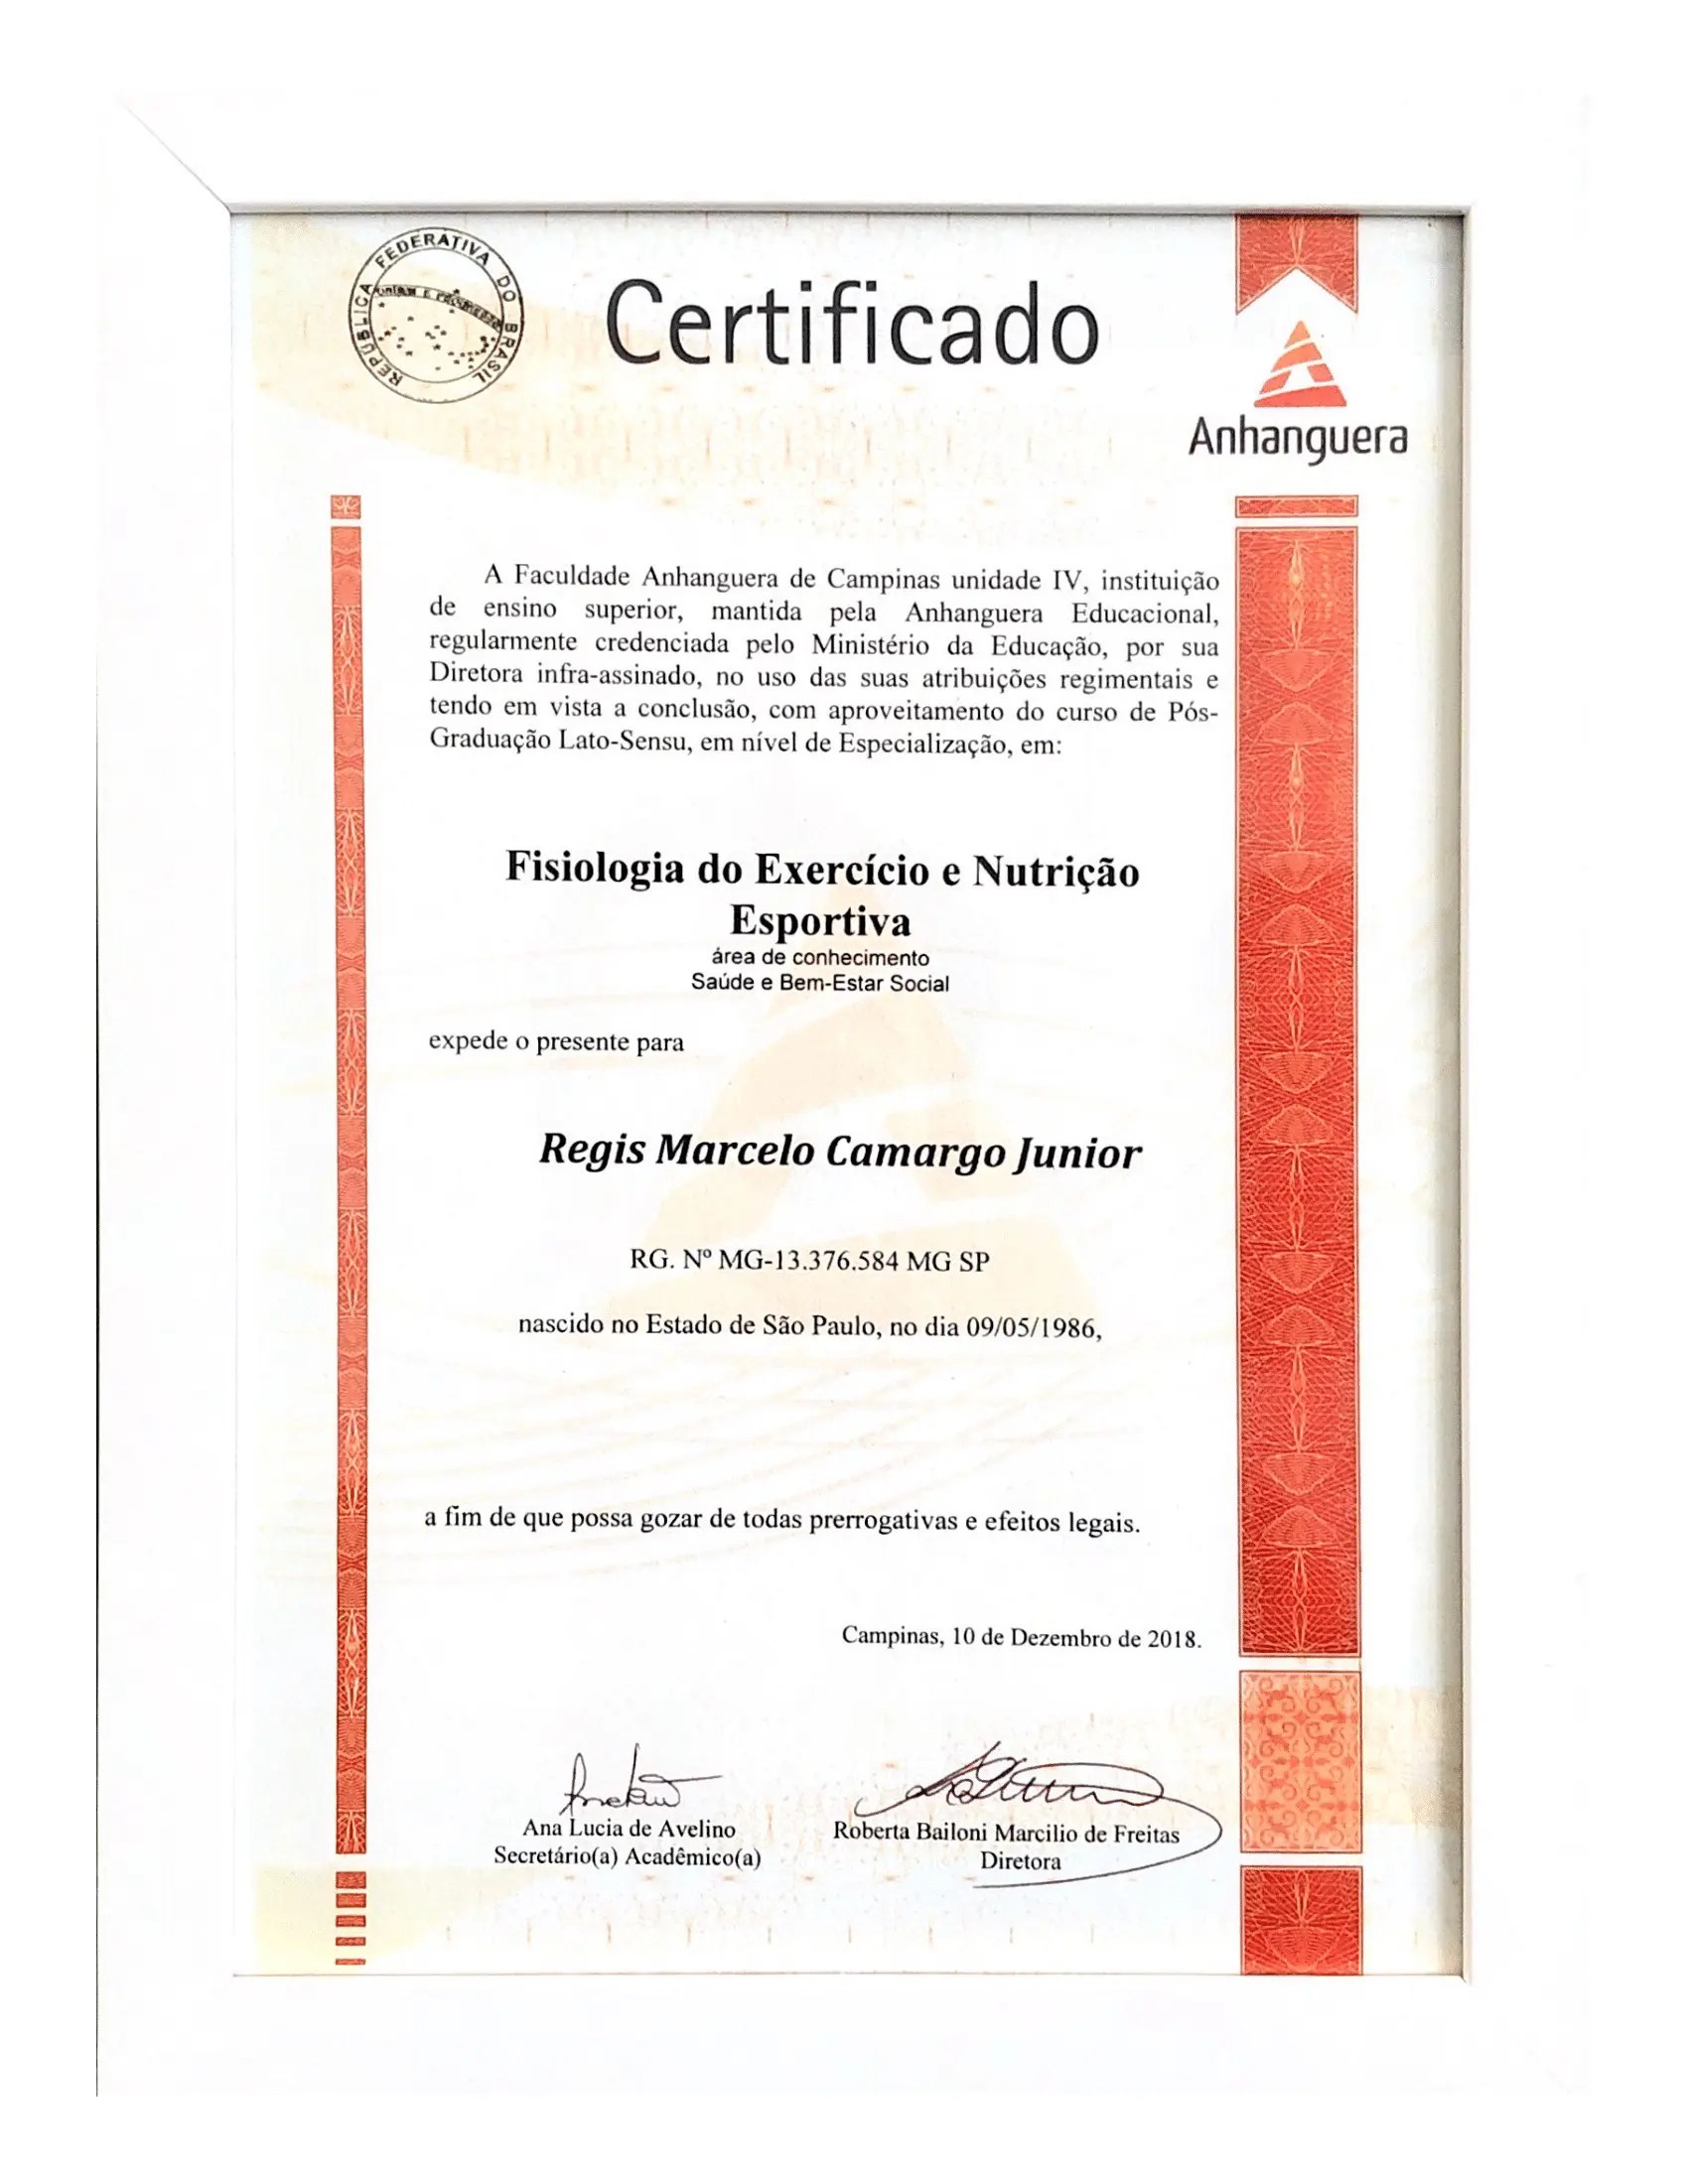 REPÚBLICA FEDERATIVA DO BRASIL
Certificado
Anhanguera
A Faculdade Anhanguera de Campinas unidade IV, instituição
de ensino superior, mantida pela Anhanguera Educacional,
regularmente credenciada pelo Ministério da Educação, por sua
Diretora infra-assinado, no uso das suas atribuições regimentais e
tendo em vista a conclusão, com aproveitamento do curso de Pós-
Graduação Lato-Sensu, em nível de Especialização, em:
Fisiologia do Exercício e Nutrição
Esportiva
área de conhecimento
Saúde e Bem-Estar Social
expede o presente para
Regis Marcelo Camargo Junior
RG. Nº MG-13.376.584 MG SP
nascido no Estado de São Paulo, no dia 09/05/1986,
a fim de que possa gozar de todas prerrogativas e efeitos legais.
Campinas, 10 de Dezembro de 2018.
Ana Lucia de Avelino
Secretário(a) Acadêmico(a)
Roberta Bailoni Marcilio de Freitas
Diretora